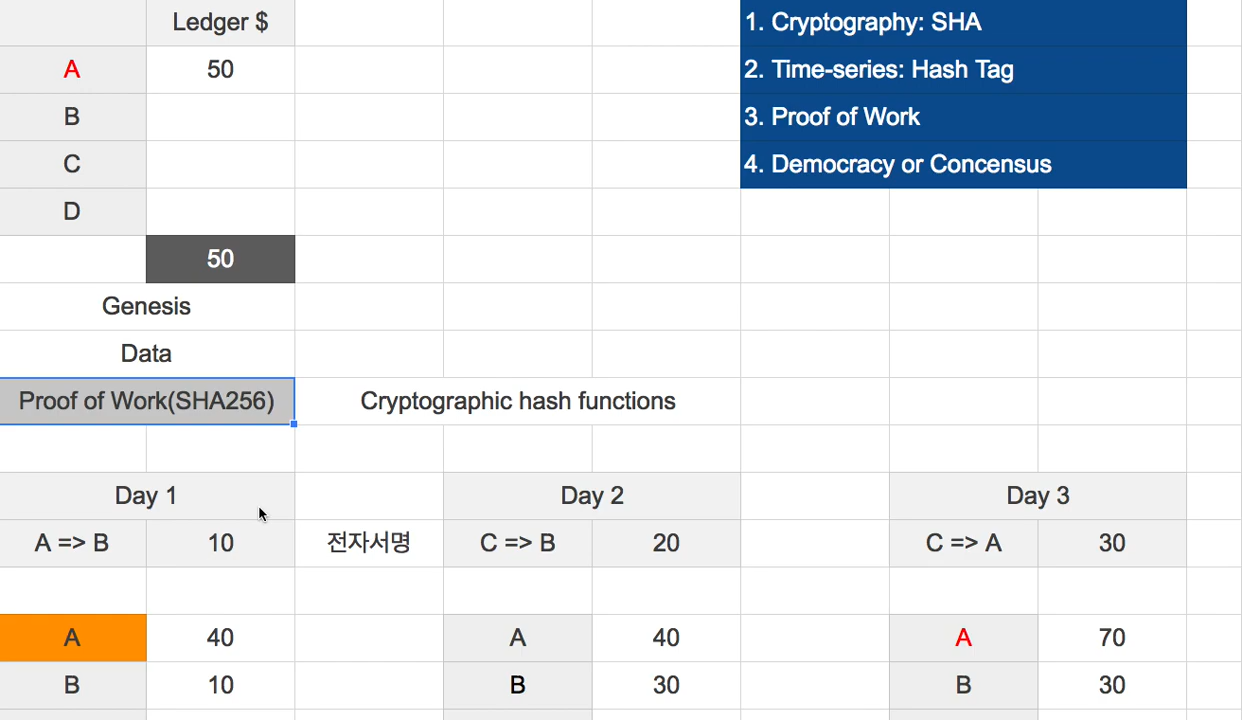 Ledger $ 1. Cryptography: SHA
A 50 2. Time-series: Hash Tag
B 3. Proof of Work
C 4. Democracy or Concensus
D
50
Genesis
Data
Proof of Work(SHA256) Cryptographic hash functions
Day 1 Day 2 Day 3
A => B 10 전자서명 C => B 20 C => A 30
A 40 A 40 A 70
B 10 B 30 B 30